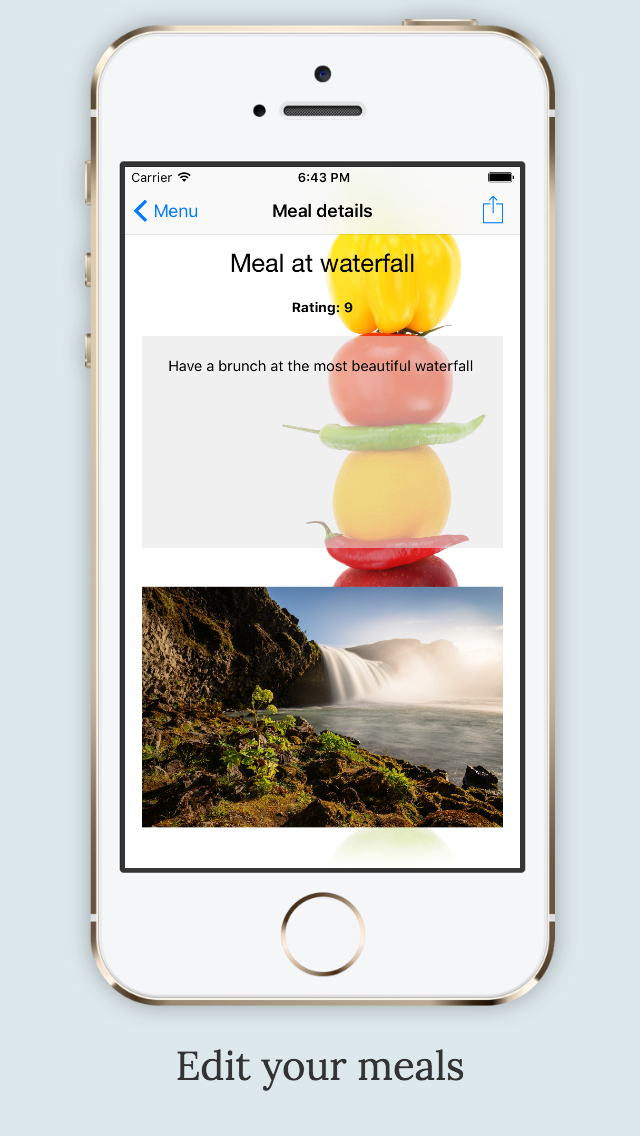 Carrier 6:43 PM
Menu Meal details
Meal at waterfall
Rating: 9
Have a brunch at the most beautiful waterfall
Edit your meals